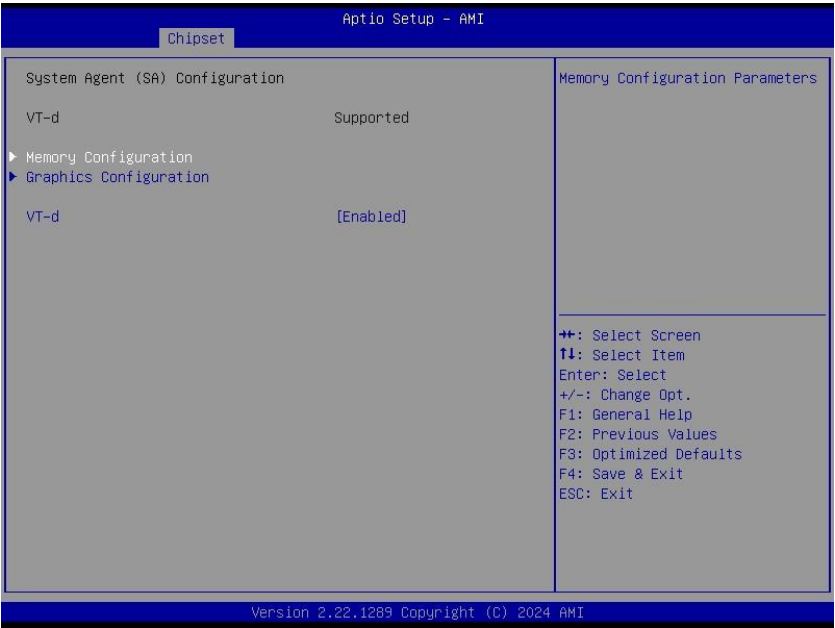 Aptio Setup – AMI
Chipset
System Agent (SA) Configuration
VT-d Supported
▶ Memory Configuration
▶ Graphics Configuration
VT-d [Enabled]
Memory Configuration Parameters
→←: Select Screen
↑↓: Select Item
Enter: Select
+/-: Change Opt.
F1: General Help
F2: Previous Values
F3: Optimized Defaults
F4: Save & Exit
ESC: Exit
Version 2.22.1289 Copyright (C) 2024 AMI